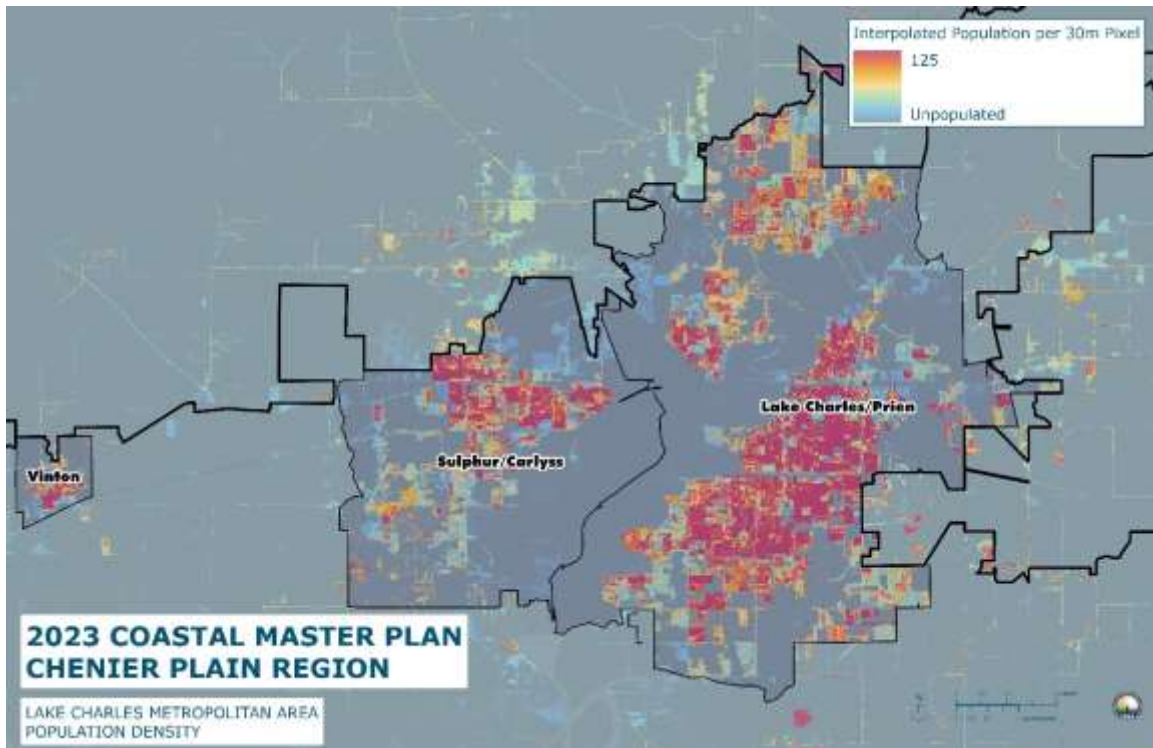 Interpolated Population per 30m Pixel
125
Unpopulated
Lake Charles/Prien
Sulphur/Carlyss
Vinton
2023 COASTAL MASTER PLAN
CHENIER PLAIN REGION
LAKE CHARLES METROPOLITAN AREA
POPULATION DENSITY